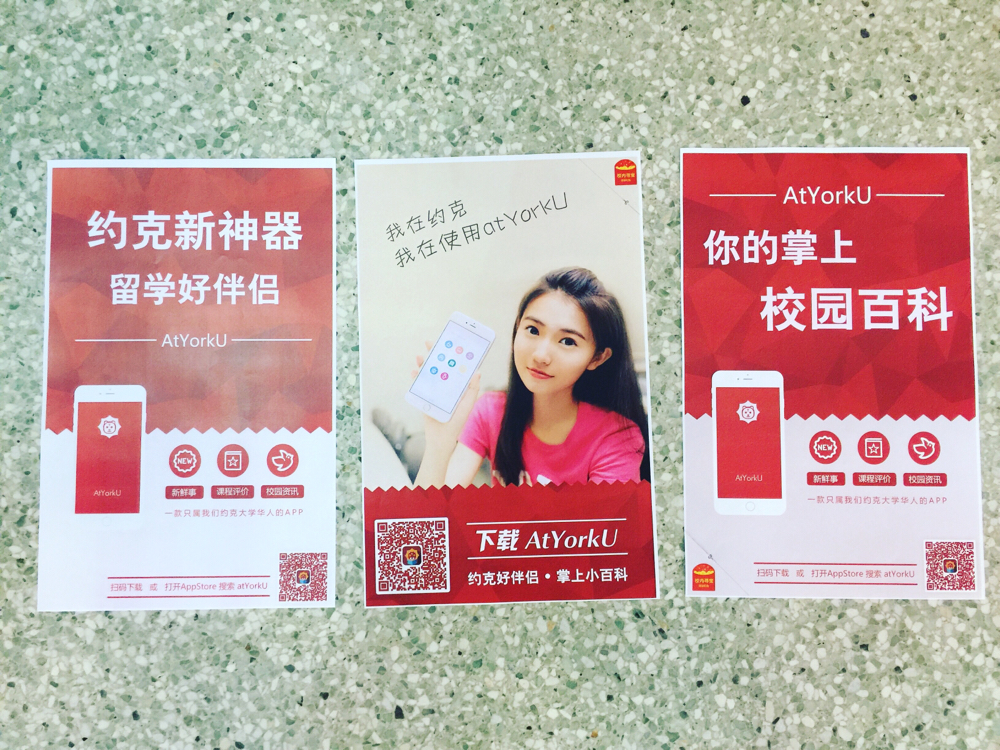 约克新神器
留学好伴侣
AtYorkU
AtYorkU
NEW
新鲜事
课程评价
校园资讯
一款只属我们约克大学华人的APP
扫码下载 或 打开AppStore 搜索 atYorkU
我在约克
我在使用atYorkU
下载 AtYorkU
约克好伴侣·掌上小百科
AtYorkU
你的掌上
校园百科
AtYorkU
NEW
新鲜事
课程评价
校园资讯
一款只属我们约克大学华人的APP
扫码下载 或 打开AppStore 搜索 atYorkU